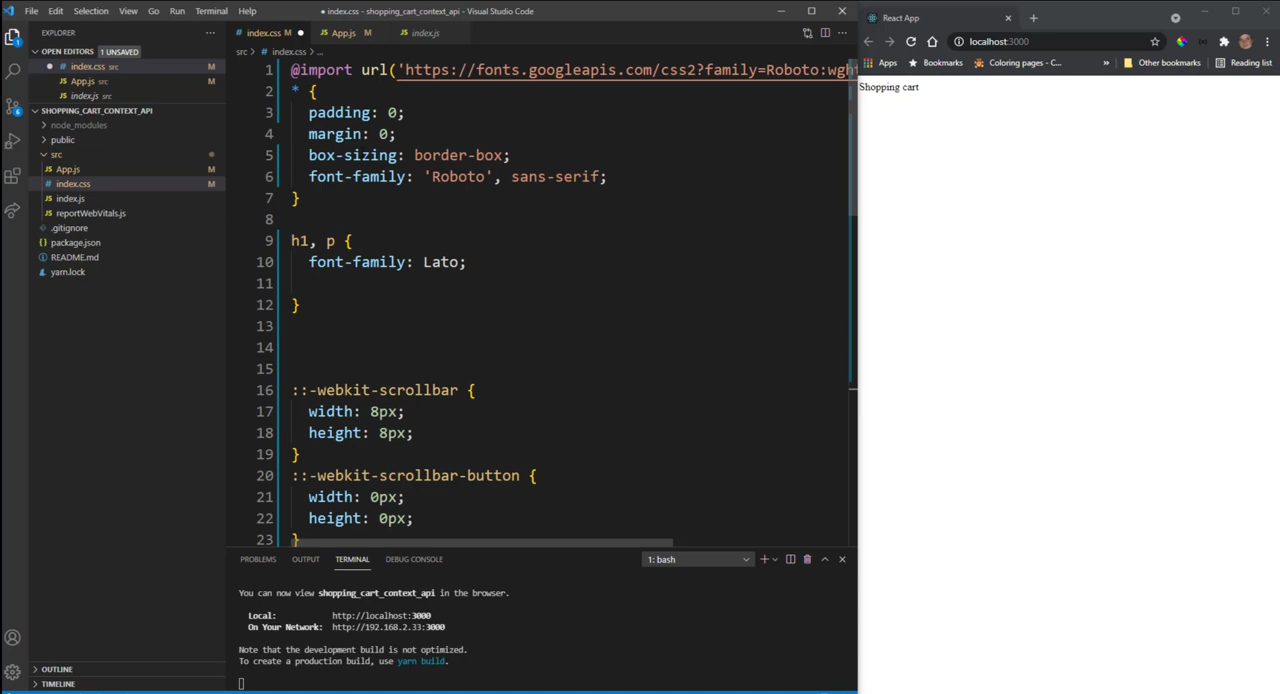 File Edit Selection View Go Run Terminal Help
● index.css - shopping_cart_context_api - Visual Studio Code
EXPLORER
OPEN EDITORS 1 UNSAVED
index.css src M
App.js src M
index.js src
SHOPPING_CART_CONTEXT_API
node_modules
public
src
App.js M
index.css M
index.js
reportWebVitals.js
.gitignore
package.json
README.md
yarn.lock
OUTLINE
TIMELINE
index.css M App.js M index.js
src > index.css > ...
1 @import url('https://fonts.googleapis.com/css2?family=Roboto:wgh
2 * {
3 padding: 0;
4 margin: 0;
5 box-sizing: border-box;
6 font-family: 'Roboto', sans-serif;
7 }
8
9 h1, p {
10 font-family: Lato;
11
12 }
13
14
15
16 ::-webkit-scrollbar {
17 width: 8px;
18 height: 8px;
19 }
20 ::-webkit-scrollbar-button {
21 width: 0px;
22 height: 0px;
23 }
PROBLEMS OUTPUT TERMINAL DEBUG CONSOLE 1: bash
You can now view shopping_cart_context_api in the browser.
Local: http://localhost:3000
On Your Network: http://192.168.2.33:3000
Note that the development build is not optimized.
To create a production build, use yarn build.
React App
localhost:3000
Apps Bookmarks Coloring pages - C... » Other bookmarks Reading list
Shopping cart